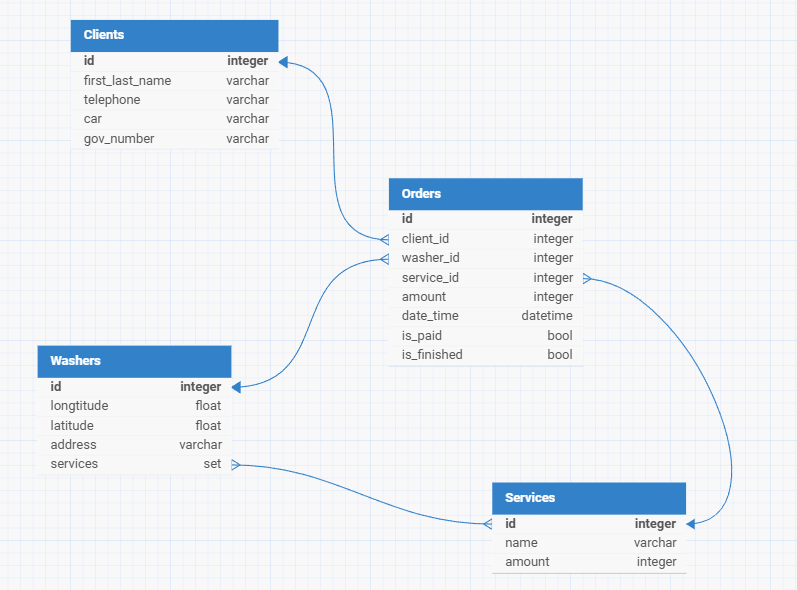 Clients
id integer
first_last_name varchar
telephone varchar
car varchar
gov_number varchar
Orders
id integer
client_id integer
washer_id integer
service_id integer
amount integer
date_time datetime
is_paid bool
is_finished bool
Washers
id integer
longtitude float
latitude float
address varchar
services set
Services
id integer
name varchar
amount integer